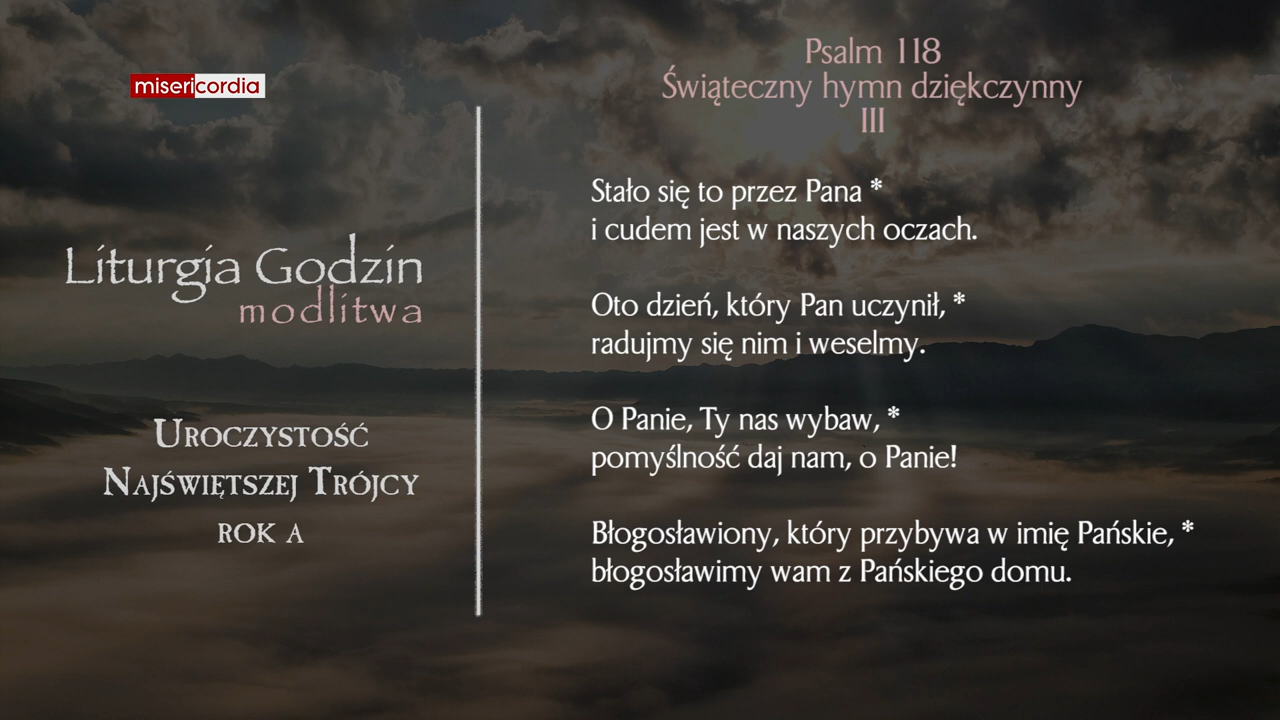 misericordia
Liturgia Godzin
modlitwa
Uroczystość
Najświętszej Trójcy
rok a
Psalm 118
Świąteczny hymn dziękczynny
III
Stało się to przez Pana *
i cudem jest w naszych oczach.
Oto dzień, który Pan uczynił, *
radujmy się nim i weselmy.
O Panie, Ty nas wybaw, *
pomyślność daj nam, o Panie!
Błogosławiony, który przybywa w imię Pańskie, *
błogosławimy wam z Pańskiego domu.